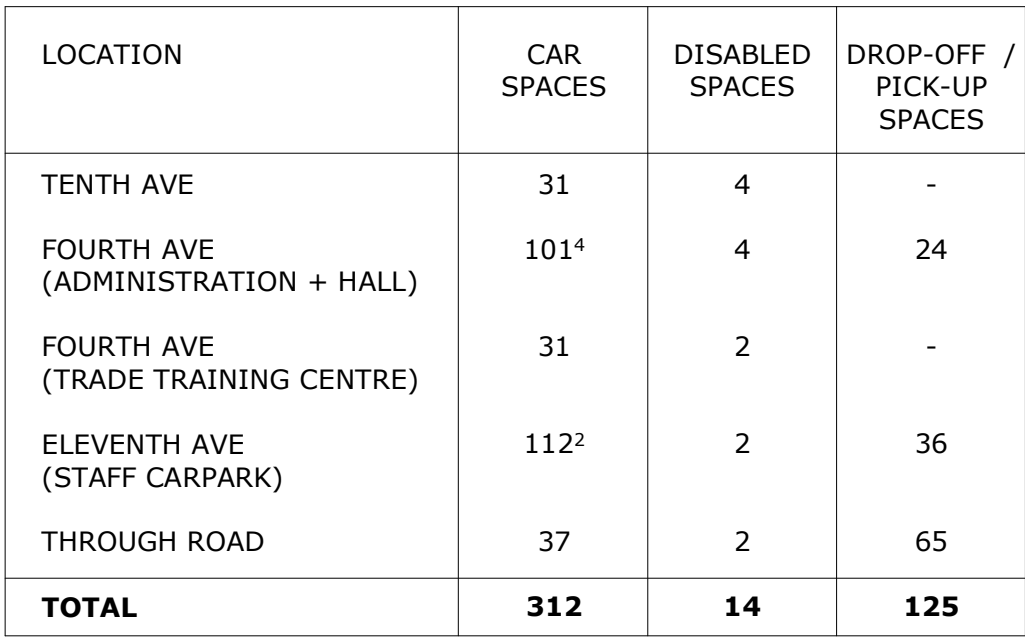 LOCATION CAR SPACES DISABLED SPACES DROP-OFF / PICK-UP SPACES
TENTH AVE 31 4 -
FOURTH AVE 101⁴ 4 24
(ADMINISTRATION + HALL)
FOURTH AVE 31 2 -
(TRADE TRAINING CENTRE)
ELEVENTH AVE 112² 2 36
(STAFF CARPARK)
THROUGH ROAD 37 2 65
TOTAL 312 14 125